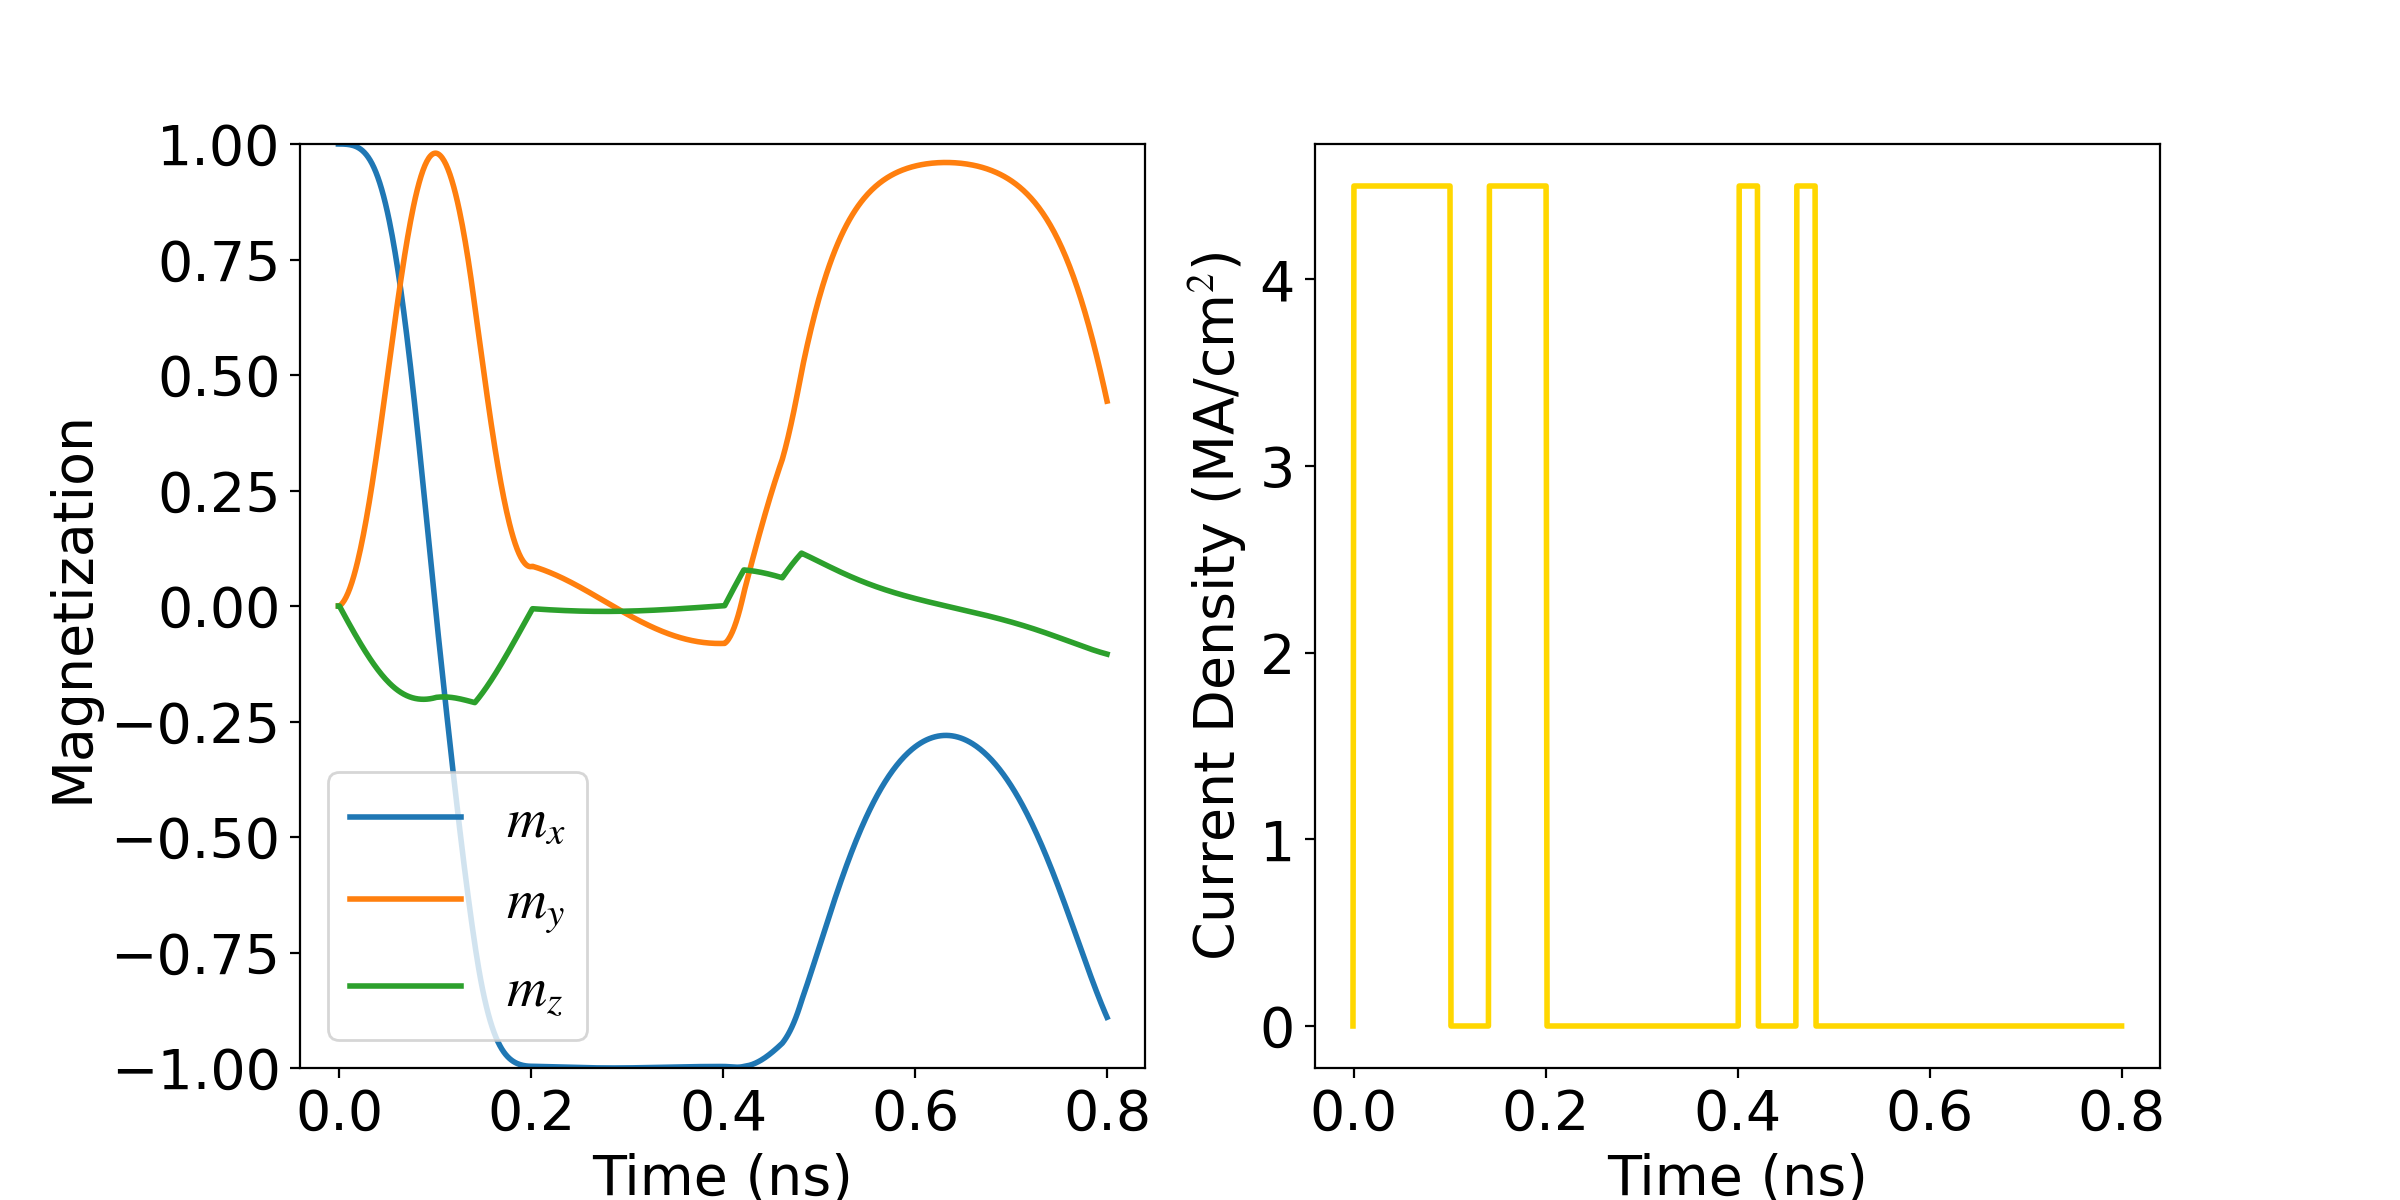 1.00
0.75
0.50
0.25
0.00
−0.25
−0.50
−0.75
−1.00
Magnetization
m_x
m_y
m_z
0.0 0.2 0.4 0.6 0.8
Time (ns)
4
3
2
1
0
Current Density (MA/cm²)
0.0 0.2 0.4 0.6 0.8
Time (ns)